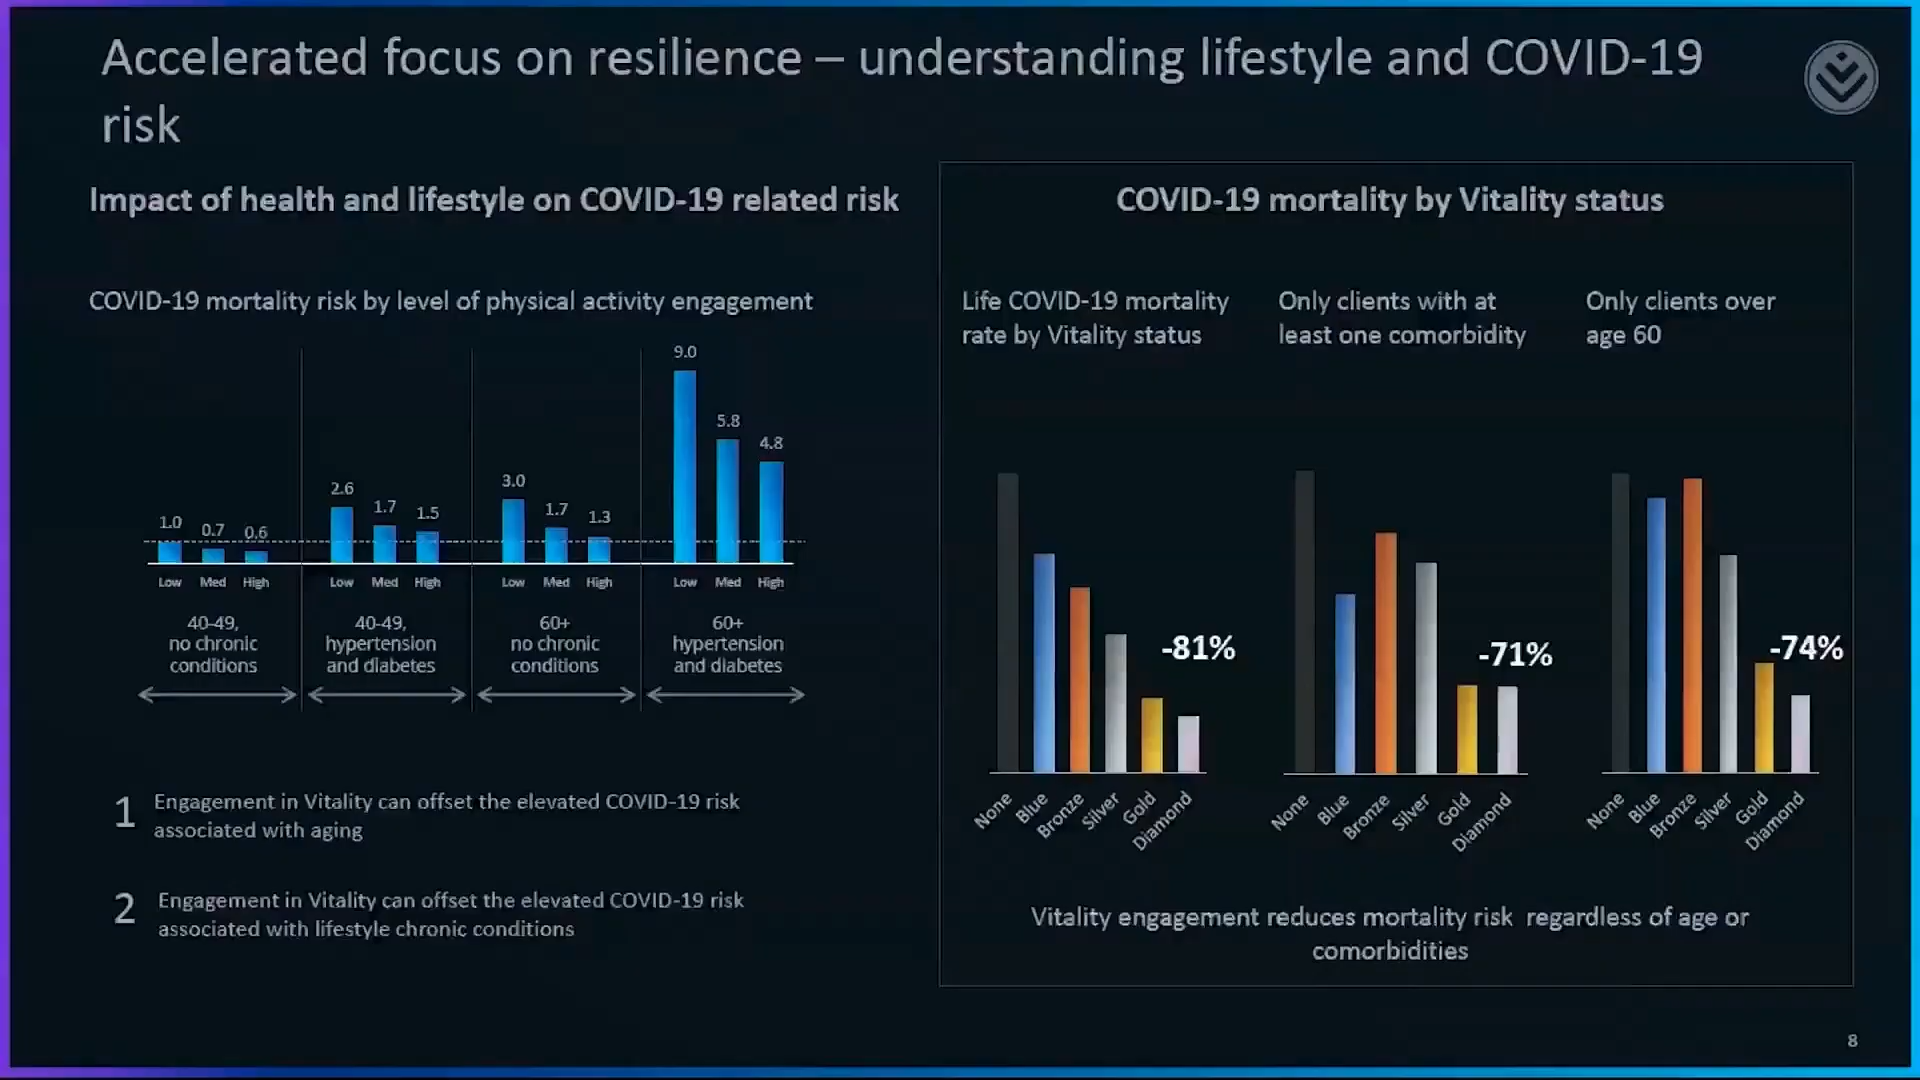 Accelerated focus on resilience – understanding lifestyle and COVID-19
risk
Impact of health and lifestyle on COVID-19 related risk
COVID-19 mortality risk by level of physical activity engagement
9.0
5.8
4.8
2.6
1.7
1.5
3.0
1.7
1.3
1.0
0.7
0.6
Low Med High
Low Med High
Low Med High
Low Med High
40-49,
no chronic
conditions
40-49,
hypertension
and diabetes
60+
no chronic
conditions
60+
hypertension
and diabetes
1 Engagement in Vitality can offset the elevated COVID-19 risk
associated with aging
2 Engagement in Vitality can offset the elevated COVID-19 risk
associated with lifestyle chronic conditions
COVID-19 mortality by Vitality status
Life COVID-19 mortality
rate by Vitality status
-81%
None Blue Bronze Silver Gold Diamond
Only clients with at
least one comorbidity
-71%
None Blue Bronze Silver Gold Diamond
Only clients over
age 60
-74%
None Blue Bronze Silver Gold Diamond
Vitality engagement reduces mortality risk regardless of age or
comorbidities
8